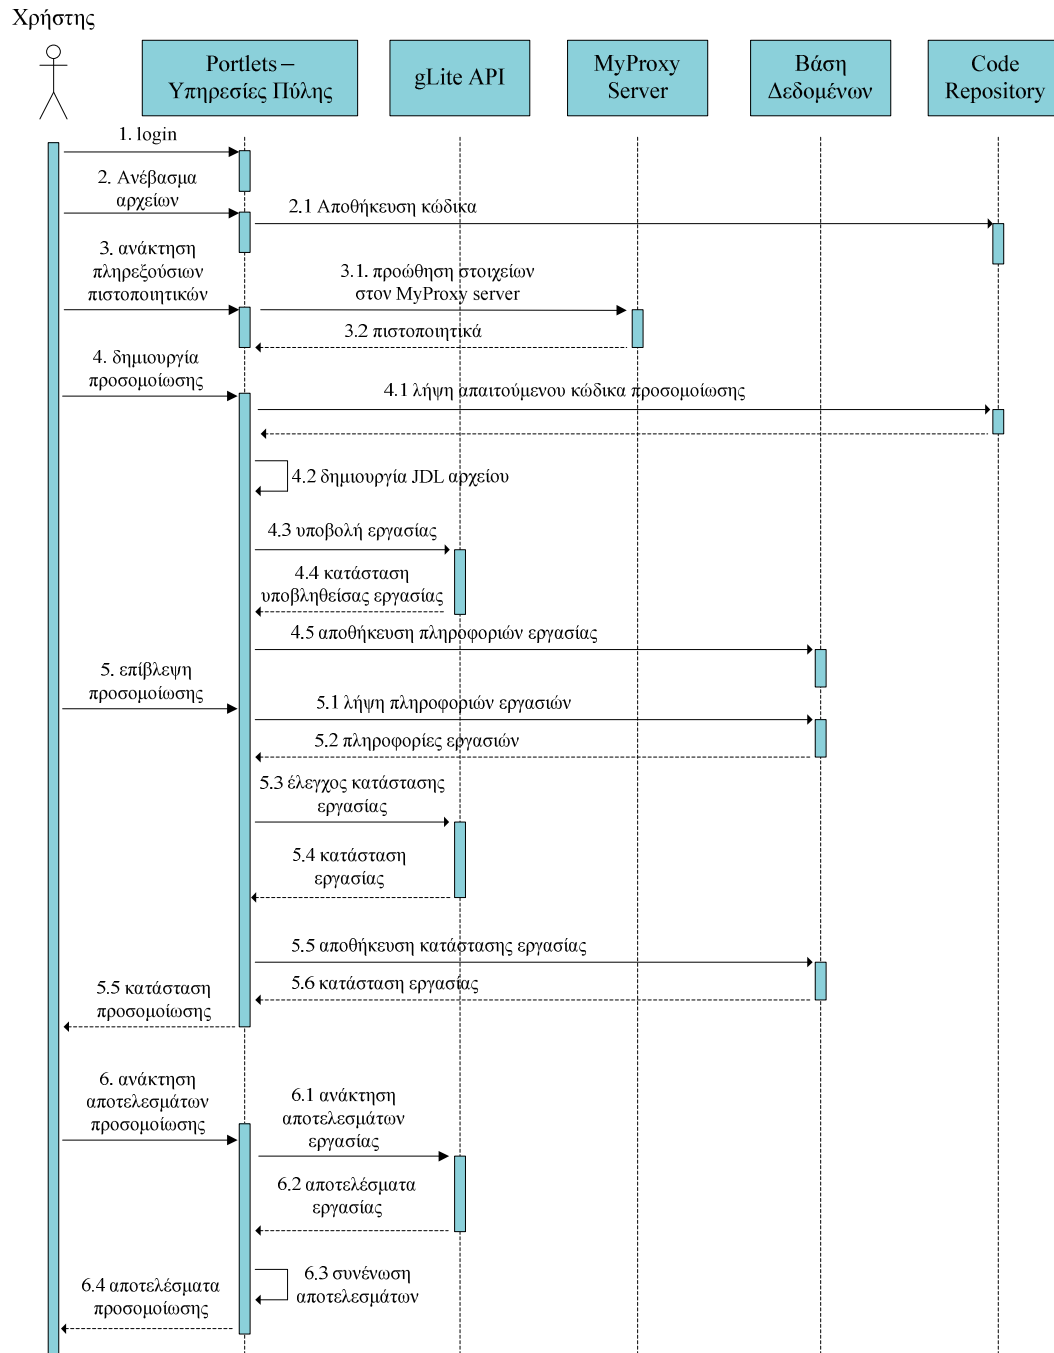 Χρήστης
Portlets –
Υπηρεσίες Πύλης
gLite API
MyProxy
Server
Βάση
Δεδομένων
Code
Repository
1. login
2. Ανέβασμα
αρχείων
2.1 Αποθήκευση κώδικα
3. ανάκτηση
πληρεξούσιων
πιστοποιητικών
3.1. προώθηση στοιχείων
στον MyProxy server
3.2 πιστοποιητικά
4. δημιουργία
προσομοίωσης
4.1 λήψη απαιτούμενου κώδικα προσομοίωσης
4.2 δημιουργία JDL αρχείου
4.3 υποβολή εργασίας
4.4 κατάσταση
υποβληθείσας εργασίας
4.5 αποθήκευση πληροφοριών εργασίας
5. επίβλεψη
προσομοίωσης
5.1 λήψη πληροφοριών εργασιών
5.2 πληροφορίες εργασιών
5.3 έλεγχος κατάστασης
εργασίας
5.4 κατάσταση
εργασίας
5.5 αποθήκευση κατάστασης εργασίας
5.6 κατάσταση εργασίας
5.5 κατάσταση
προσομοίωσης
6. ανάκτηση
αποτελεσμάτων
προσομοίωσης
6.1 ανάκτηση
αποτελεσμάτων
εργασίας
6.2 αποτελέσματα
εργασίας
6.3 συνένωση
αποτελεσμάτων
6.4 αποτελέσματα
προσομοίωσης